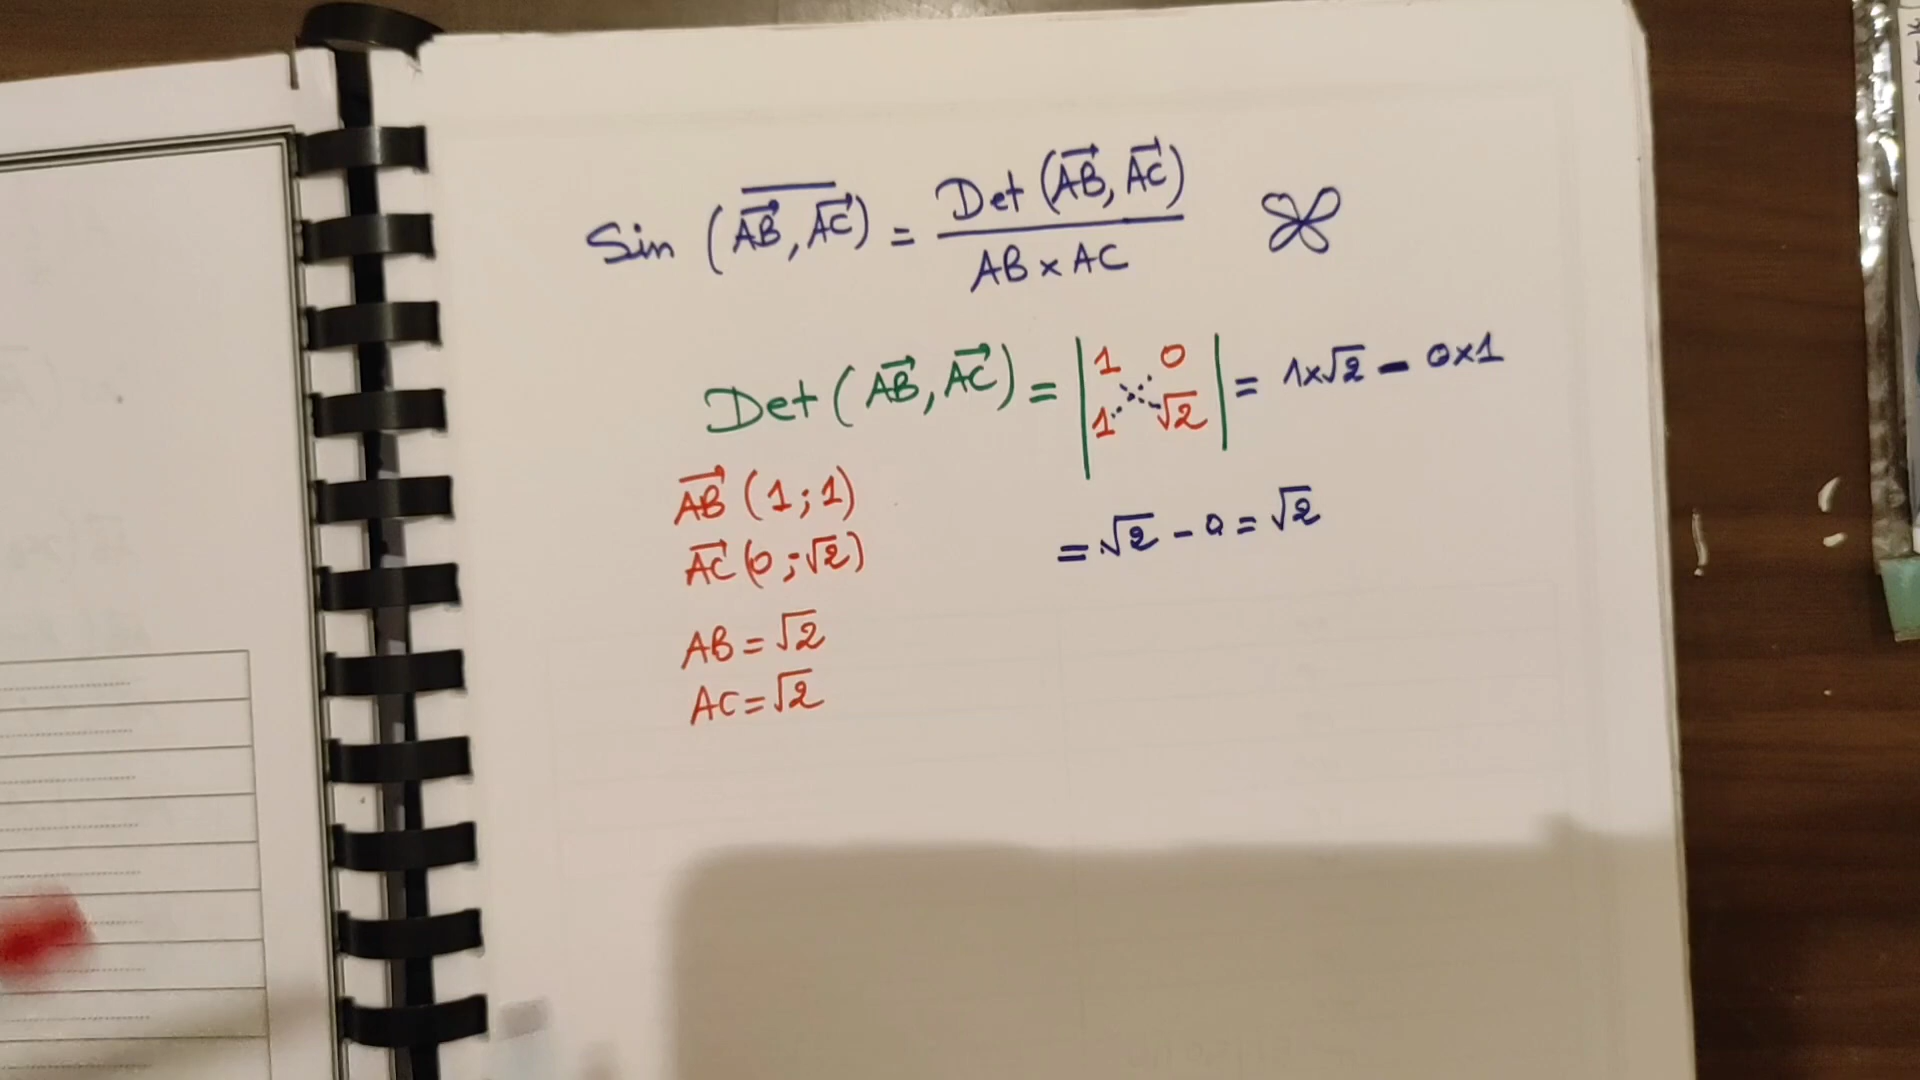 Sin (AB, AC) = Det (AB, AC) / AB × AC
Det (AB, AC) = | 1 0 | = 1×√2 - 0×1
| 1 √2 |
AB (1 ; 1)
AC (0 ; √2)
= √2 - 0 = √2
AB = √2
AC = √2